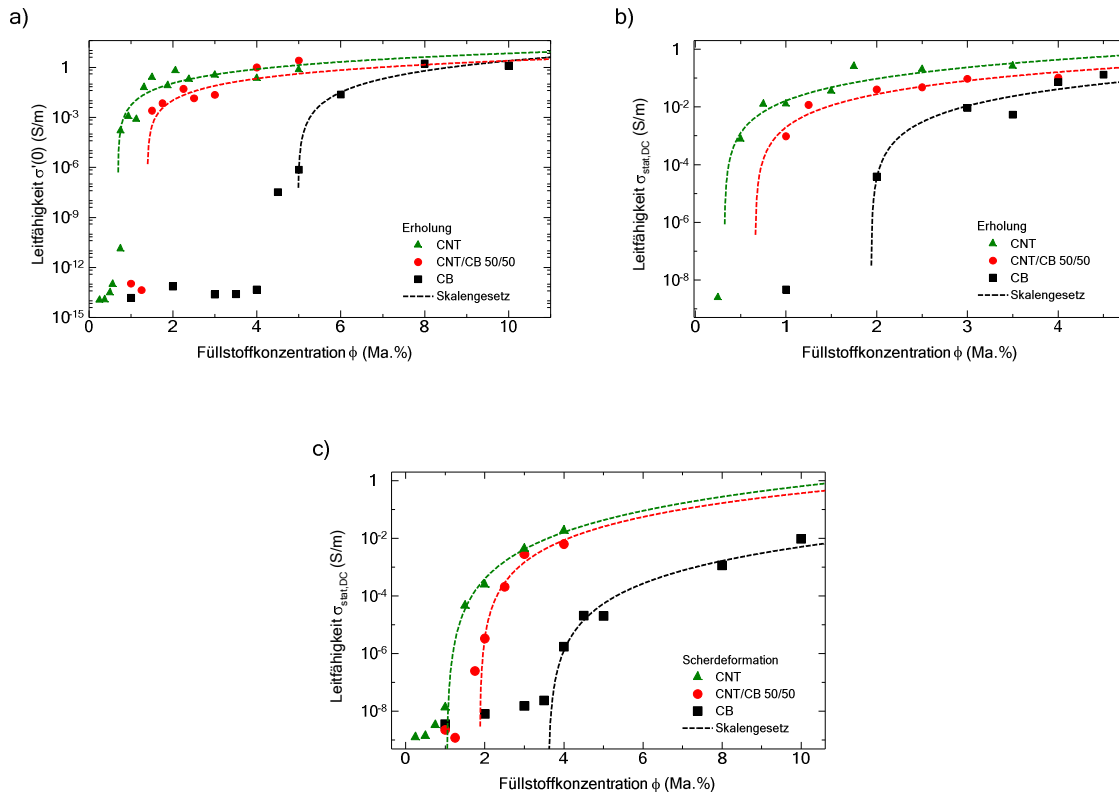 a)
Leitfähigkeit σ'(0) (S/m)
1
10⁻³
10⁻⁶
10⁻⁹
10⁻¹²
10⁻¹⁵
0
2
4
6
8
10
Füllstoffkonzentration ϕ (Ma.%)
Erholung
CNT
CNT/CB 50/50
CB
Skalengesetz
b)
Leitfähigkeit σstat,DC (S/m)
1
10⁻²
10⁻⁴
10⁻⁶
10⁻⁸
0
1
2
3
4
Füllstoffkonzentration ϕ (Ma.%)
Erholung
CNT
CNT/CB 50/50
CB
Skalengesetz
c)
Leitfähigkeit σstat,DC (S/m)
1
10⁻²
10⁻⁴
10⁻⁶
10⁻⁸
0
2
4
6
8
10
Füllstoffkonzentration ϕ (Ma.%)
Scherdeformation
CNT
CNT/CB 50/50
CB
Skalengesetz